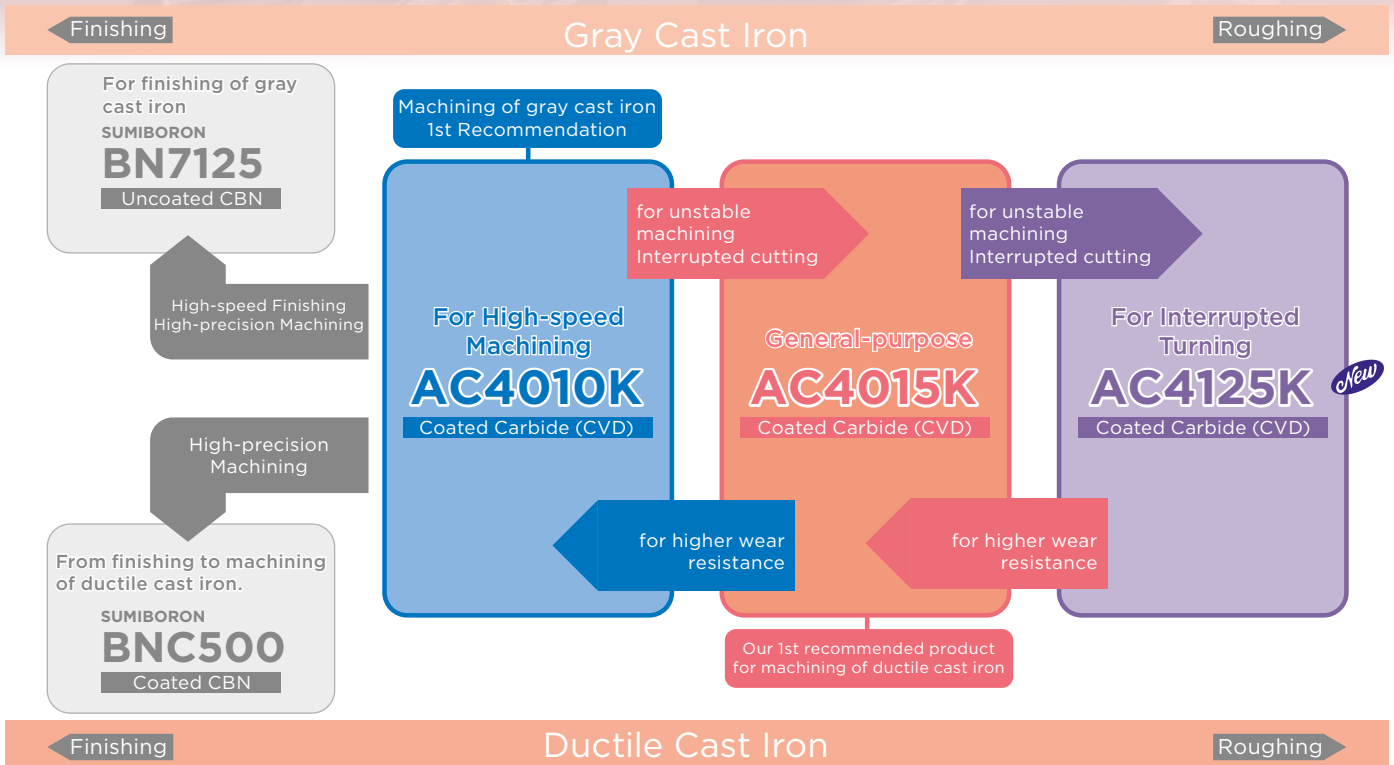 Finishing
Gray Cast Iron
Roughing
For finishing of gray
cast iron
SUMIBORON
BN7125
Uncoated CBN
High-speed Finishing
High-precision Machining
High-precision
Machining
From finishing to machining
of ductile cast iron.
SUMIBORON
BNC500
Coated CBN
Machining of gray cast iron
1st Recommendation
For High-speed
Machining
AC4010K
Coated Carbide (CVD)
for unstable
machining
Interrupted cutting
for higher wear
resistance
General-purpose
AC4015K
Coated Carbide (CVD)
for unstable
machining
Interrupted cutting
for higher wear
resistance
Our 1st recommended product
for machining of ductile cast iron
For Interrupted
Turning
AC4125K
Coated Carbide (CVD)
New
Finishing
Ductile Cast Iron
Roughing